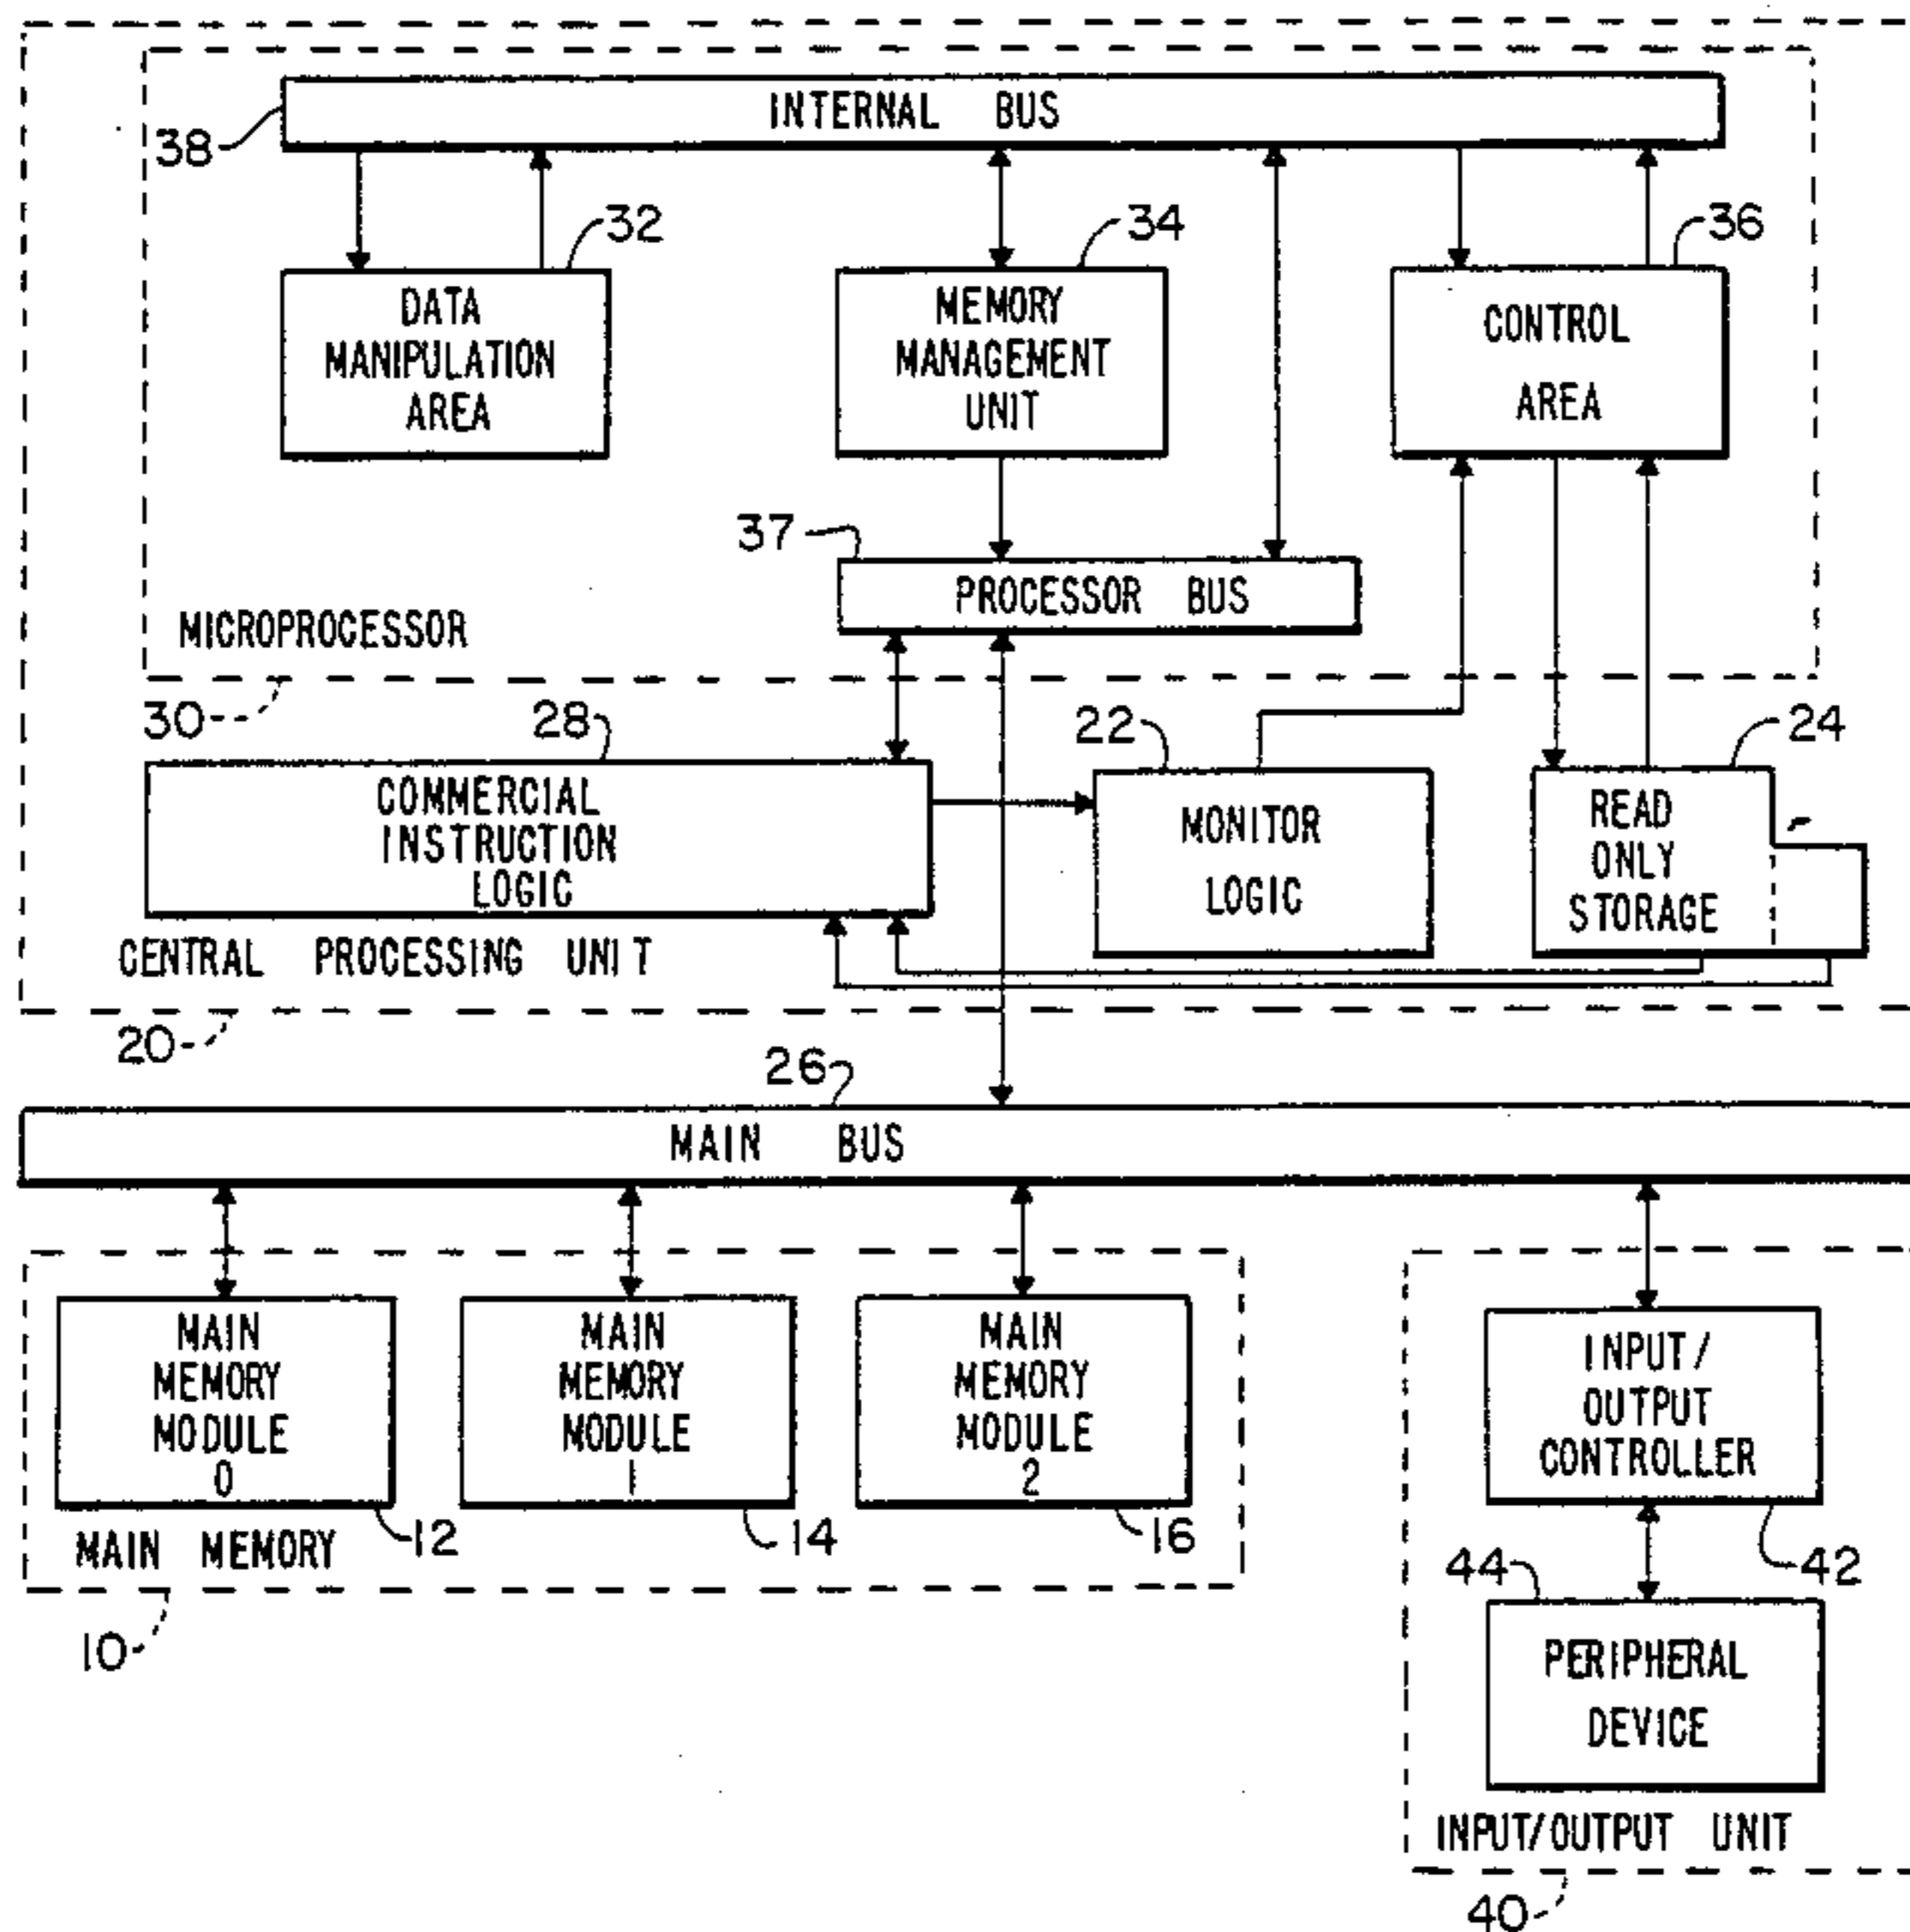 INTERNAL BUS
38
32
34
36
DATA
MANIPULATION
AREA
MEMORY
MANAGEMENT
UNIT
CONTROL
AREA
37
PROCESSOR BUS
MICROPROCESSOR
30
28
22
24
COMMERCIAL
INSTRUCTION
LOGIC
MONITOR
LOGIC
READ
ONLY
STORAGE
CENTRAL PROCESSING UNIT
20
26
MAIN BUS
MAIN
MEMORY
MODULE
0
MAIN
MEMORY
MODULE
1
MAIN
MEMORY
MODULE
2
INPUT/
OUTPUT
CONTROLLER
12
14
16
42
MAIN MEMORY
10
44
PERIPHERAL
DEVICE
INPUT/OUTPUT UNIT
40